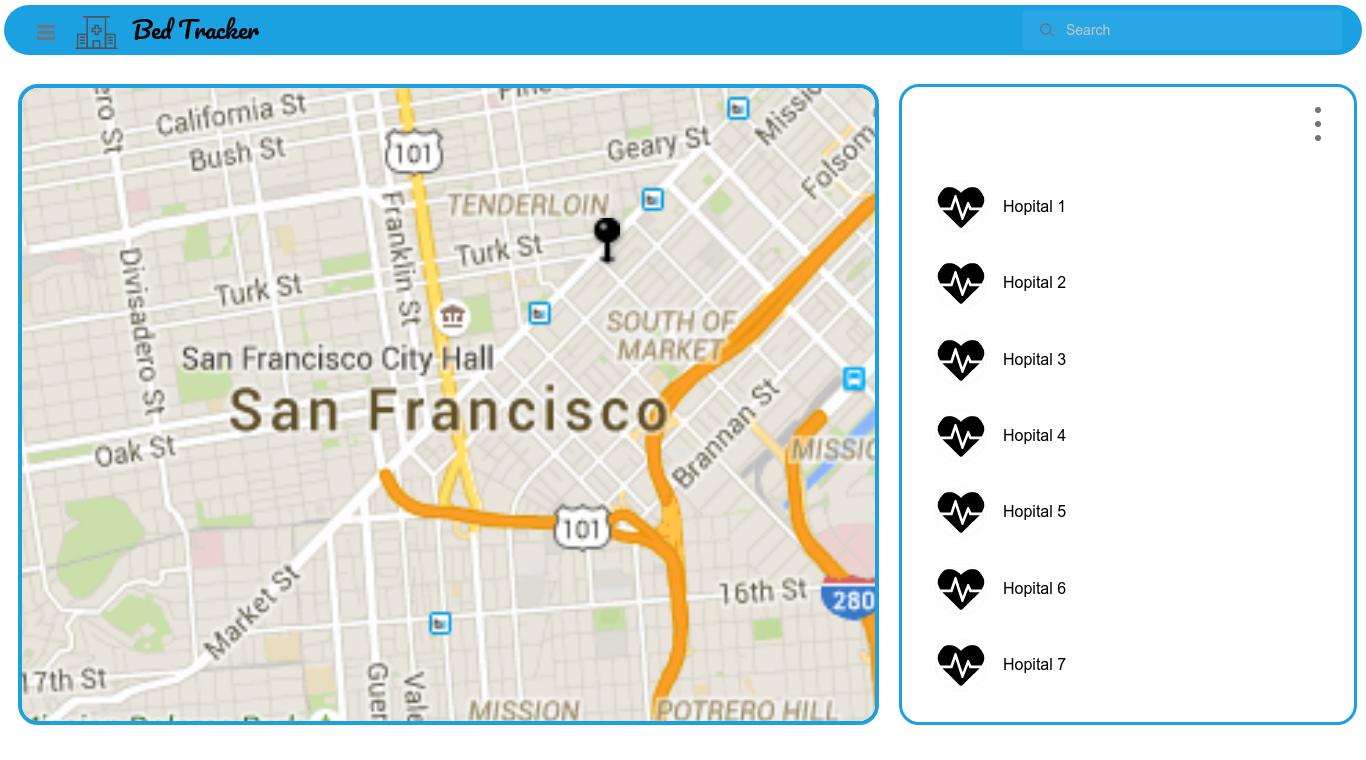 Bed Tracker
Search
California St
Bush St
101
Geary St
TENDERLOIN
Franklin St
Turk St
Turk St
Divisadero St
SOUTH OF
MARKET
San Francisco City Hall
San Francisco
Brannan St
Oak St
101
16th St
280
Market St
17th St
MISSION
POTRERO HILL
Hopital 1
Hopital 2
Hopital 3
Hopital 4
Hopital 5
Hopital 6
Hopital 7